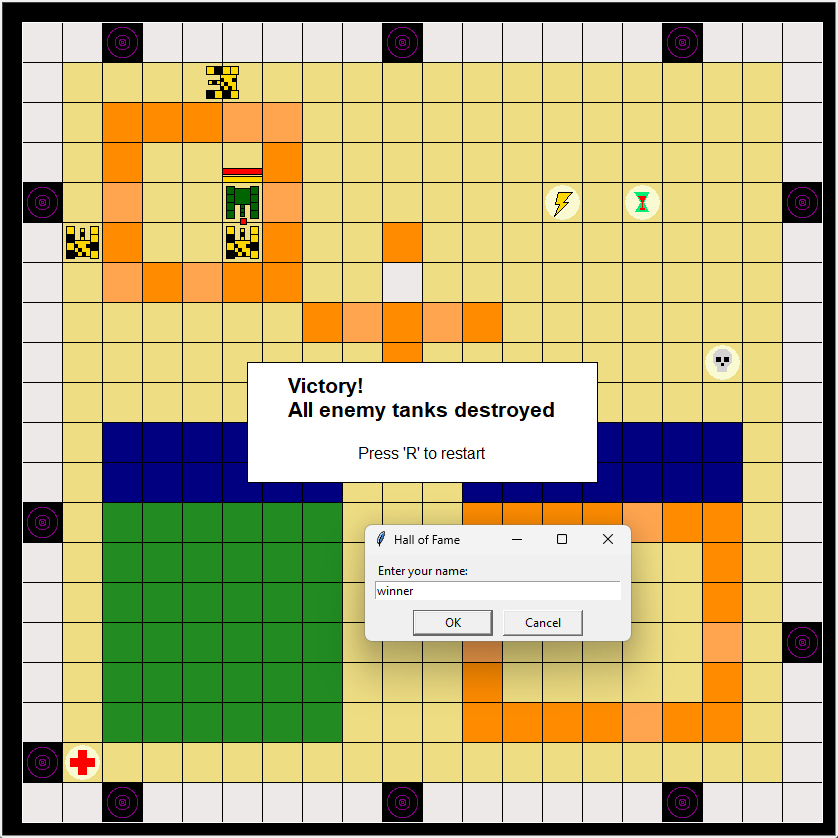 Victory!
All enemy tanks destroyed
Press 'R' to restart
Hall of Fame
Enter your name:
winner
OK
Cancel